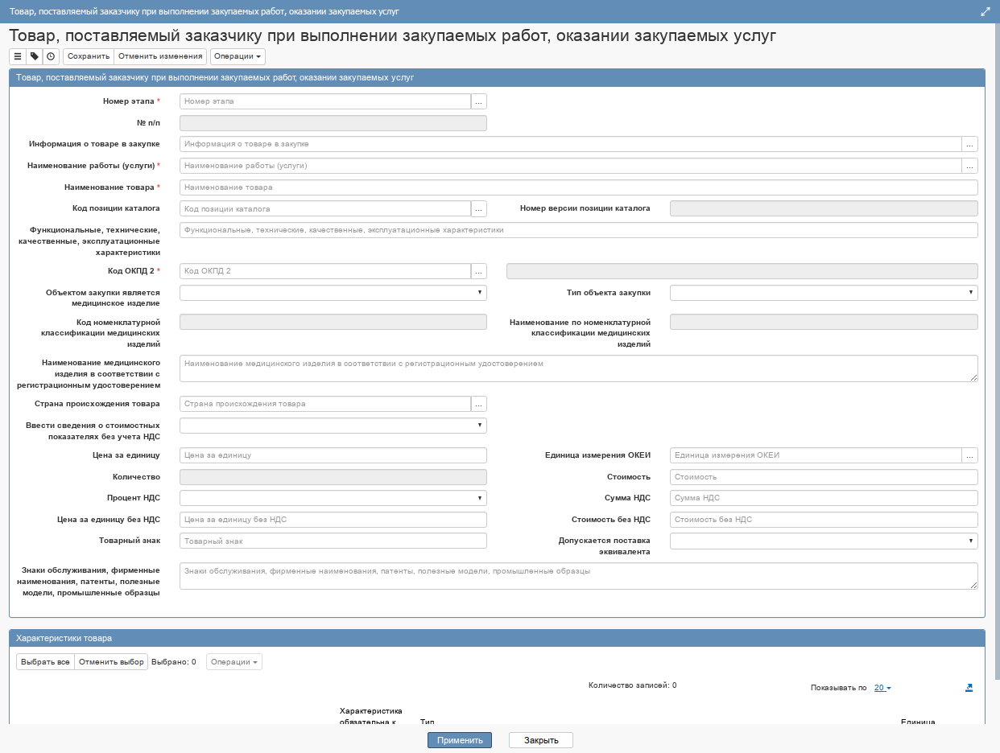 Товар, поставляемый заказчику при выполнении закупаемых работ, оказании закупаемых услуг
Товар, поставляемый заказчику при выполнении закупаемых работ, оказании закупаемых услуг
Сохранить Отменить изменения Операции
Товар, поставляемый заказчику при выполнении закупаемых работ, оказании закупаемых услуг
Номер этапа * Номер этапа ...
№ п/п
Информация о товаре в закупке Информация о товаре в закупке ...
Наименование работы (услуги) * Наименование работы (услуги) ...
Наименование товара * Наименование товара
Код позиции каталога Код позиции каталога ... Номер версии позиции каталога
Функциональные, технические, Функциональные, технические, качественные, эксплуатационные характеристики
качественные, эксплуатационные
характеристики
Код ОКПД 2 * Код ОКПД 2 ...
Объектом закупки является Тип объекта закупки
медицинское изделие
Код номенклатурной Наименование по номенклатурной
классификации медицинских классификации медицинских
изделий изделий
Наименование медицинского Наименование медицинского изделия в соответствии с регистрационным удостоверением
изделия в соответствии с
регистрационным удостоверением
Страна происхождения товара Страна происхождения товара ...
Ввести сведения о стоимостных
показателях без учета НДС
Цена за единицу Цена за единицу Единица измерения ОКЕИ Единица измерения ОКЕИ ...
Количество Стоимость Стоимость
Процент НДС Сумма НДС Сумма НДС
Цена за единицу без НДС Цена за единицу без НДС Стоимость без НДС Стоимость без НДС
Товарный знак Товарный знак Допускается поставка
эквивалента
Знаки обслуживания, фирменные Знаки обслуживания, фирменные наименования, патенты, полезные модели, промышленные образцы
наименования, патенты, полезные
модели, промышленные образцы
Характеристики товара
Выбрать все Отменить выбор Выбрано: 0 Операции
Количество записей: 0 Показывать по 20
Характеристика
обязательна к Тип Единица
Применить Закрыть